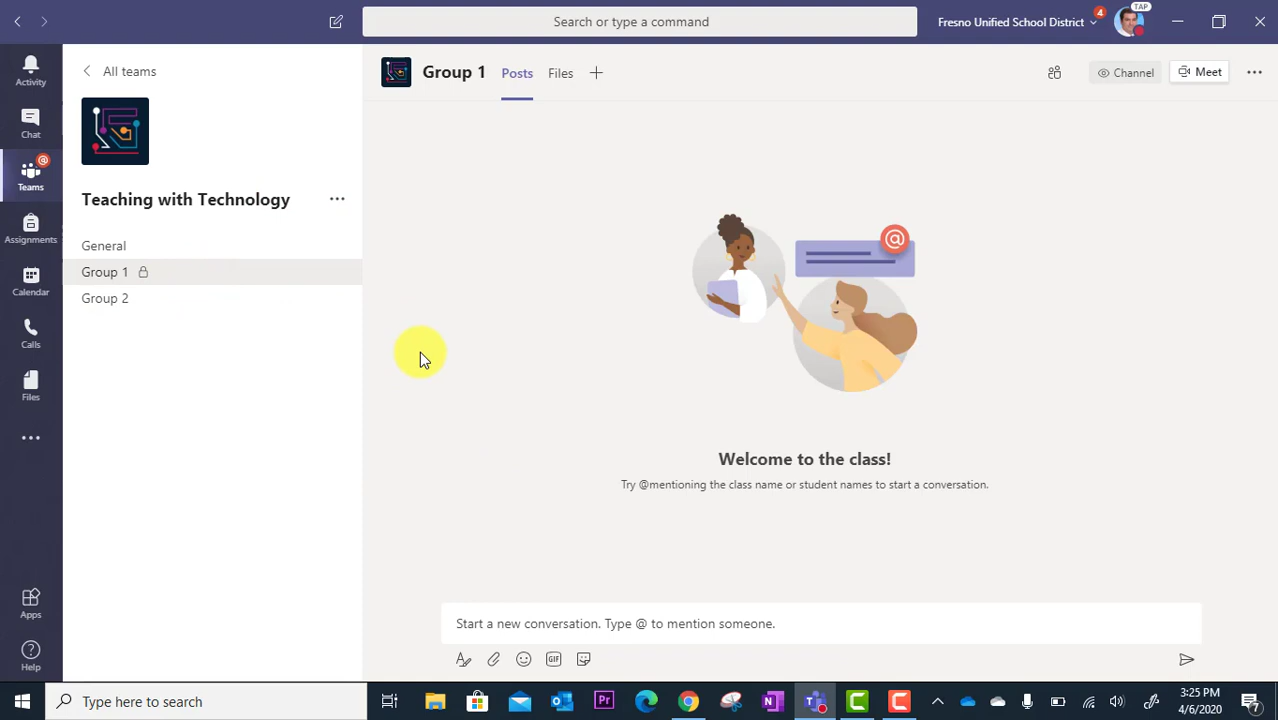 Search or type a command
Fresno Unified School District
4
TAP
Activity
Chat
@
Teams
Assignments
Calendar
Calls
Files
Apps
Help
All teams
Teaching with Technology
General
Group 1
Group 2
Group 1
Posts
Files
Channel
Meet
@
Welcome to the class!
Try @mentioning the class name or student names to start a conversation.
Start a new conversation. Type @ to mention someone.
GIF
Type here to search
Pr
N
T
C
C
3:25 PM
4/6/2020
7